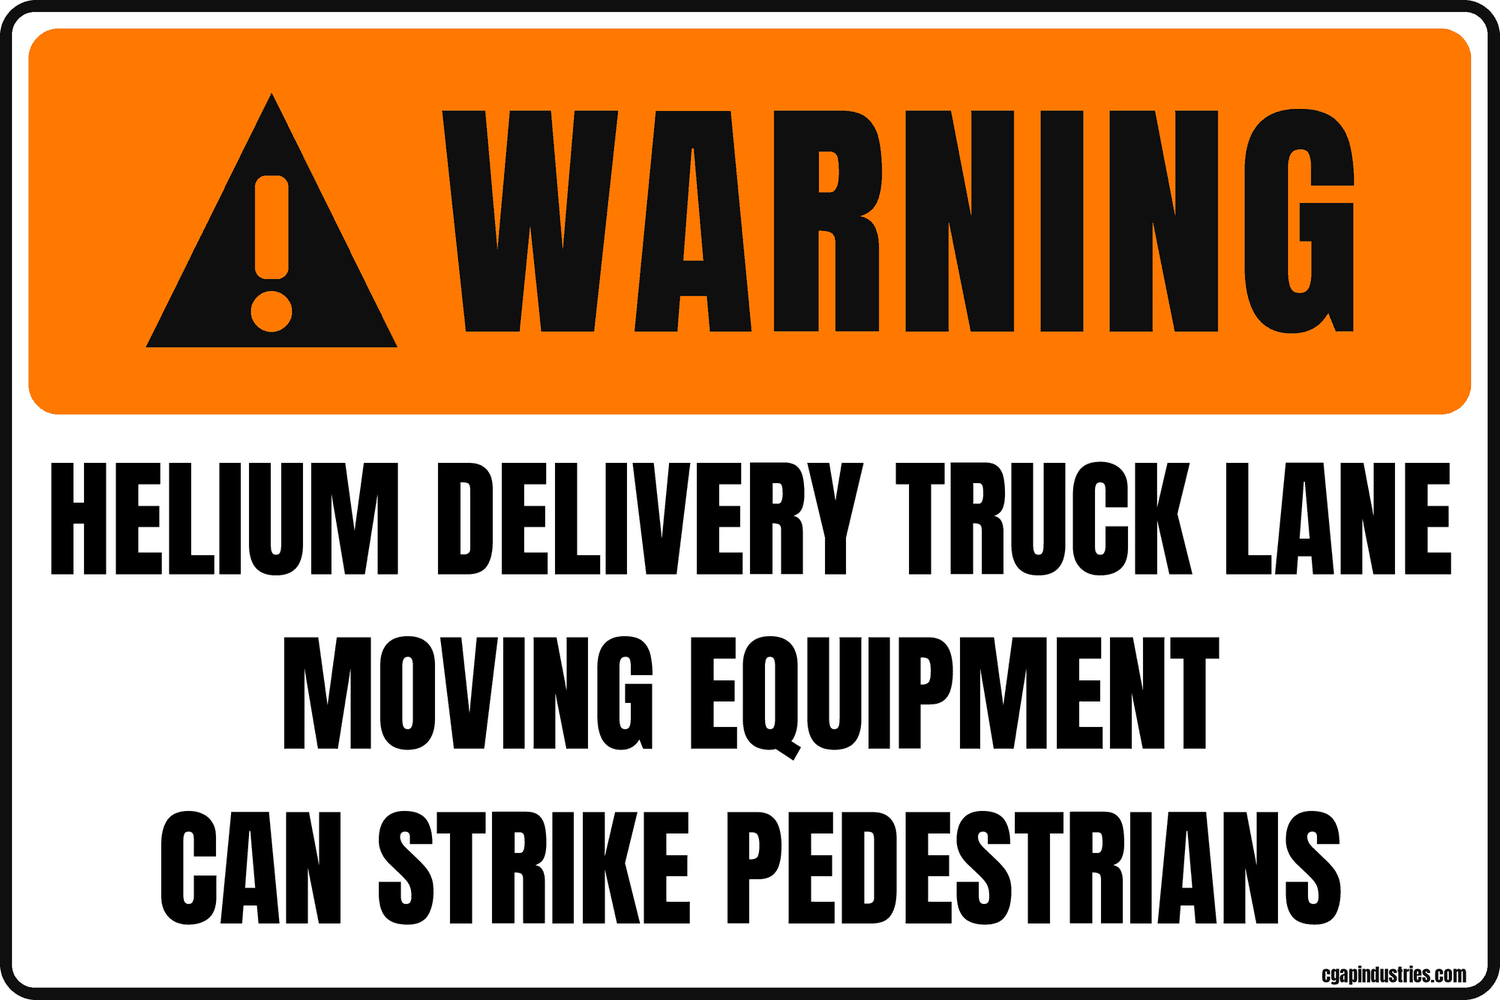 WARNING
HELIUM DELIVERY TRUCK LANE
MOVING EQUIPMENT
CAN STRIKE PEDESTRIANS
cgapindustries.com